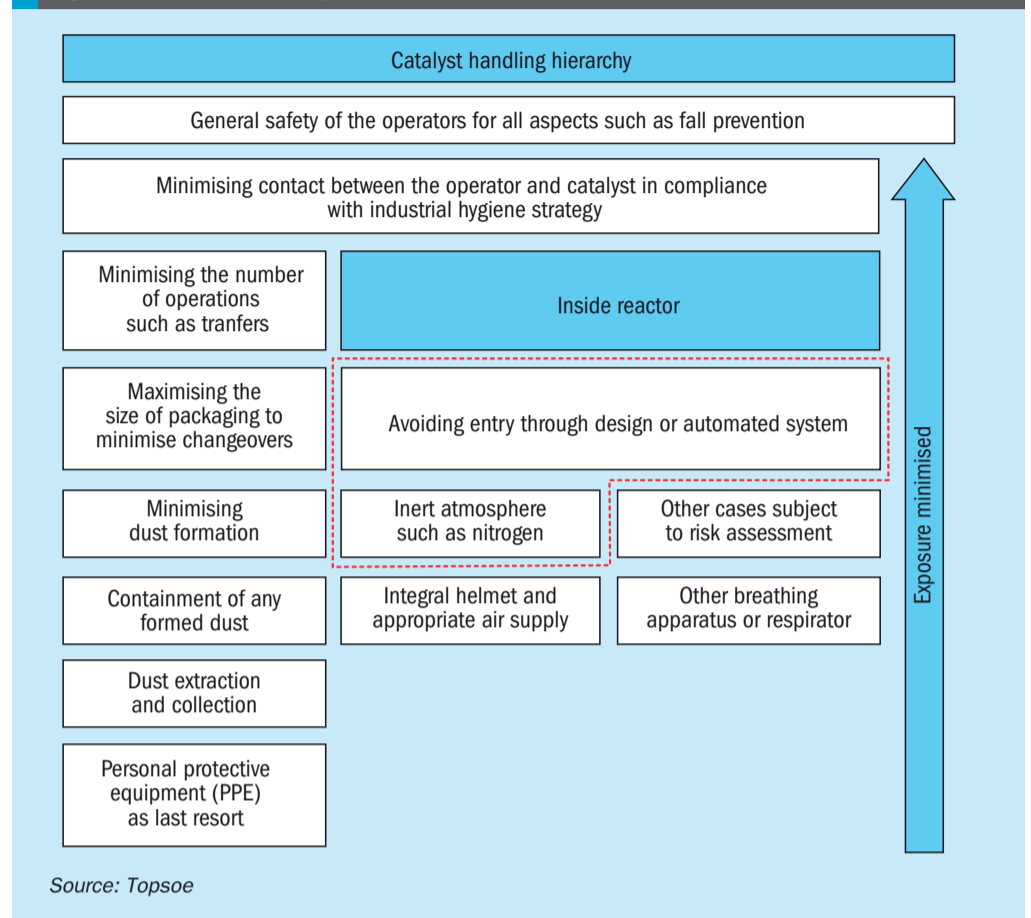 Catalyst handling hierarchy
General safety of the operators for all aspects such as fall prevention
Minimising contact between the operator and catalyst in compliance
with industrial hygiene strategy
Minimising the number
of operations
such as tranfers
Inside reactor
Maximising the
size of packaging to
minimise changeovers
Avoiding entry through design or automated system
Minimising
dust formation
Inert atmosphere
such as nitrogen
Other cases subject
to risk assessment
Containment of any
formed dust
Integral helmet and
appropriate air supply
Other breathing
apparatus or respirator
Dust extraction
and collection
Personal protective
equipment (PPE)
as last resort
Exposure minimised
Source: Topsoe